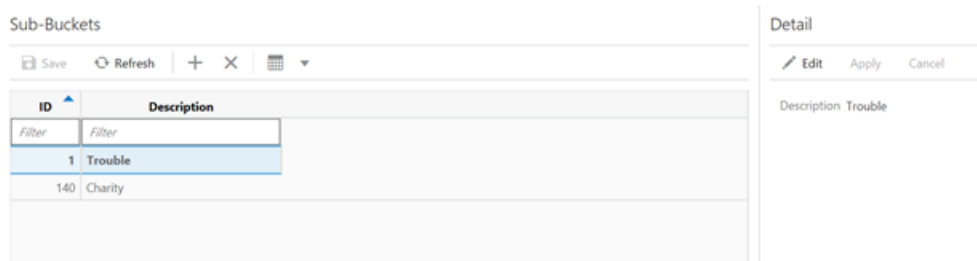 Sub-Buckets
Save Refresh
ID Description
Filter Filter
1 Trouble
140 Charity
Detail
Edit Apply Cancel
Description Trouble